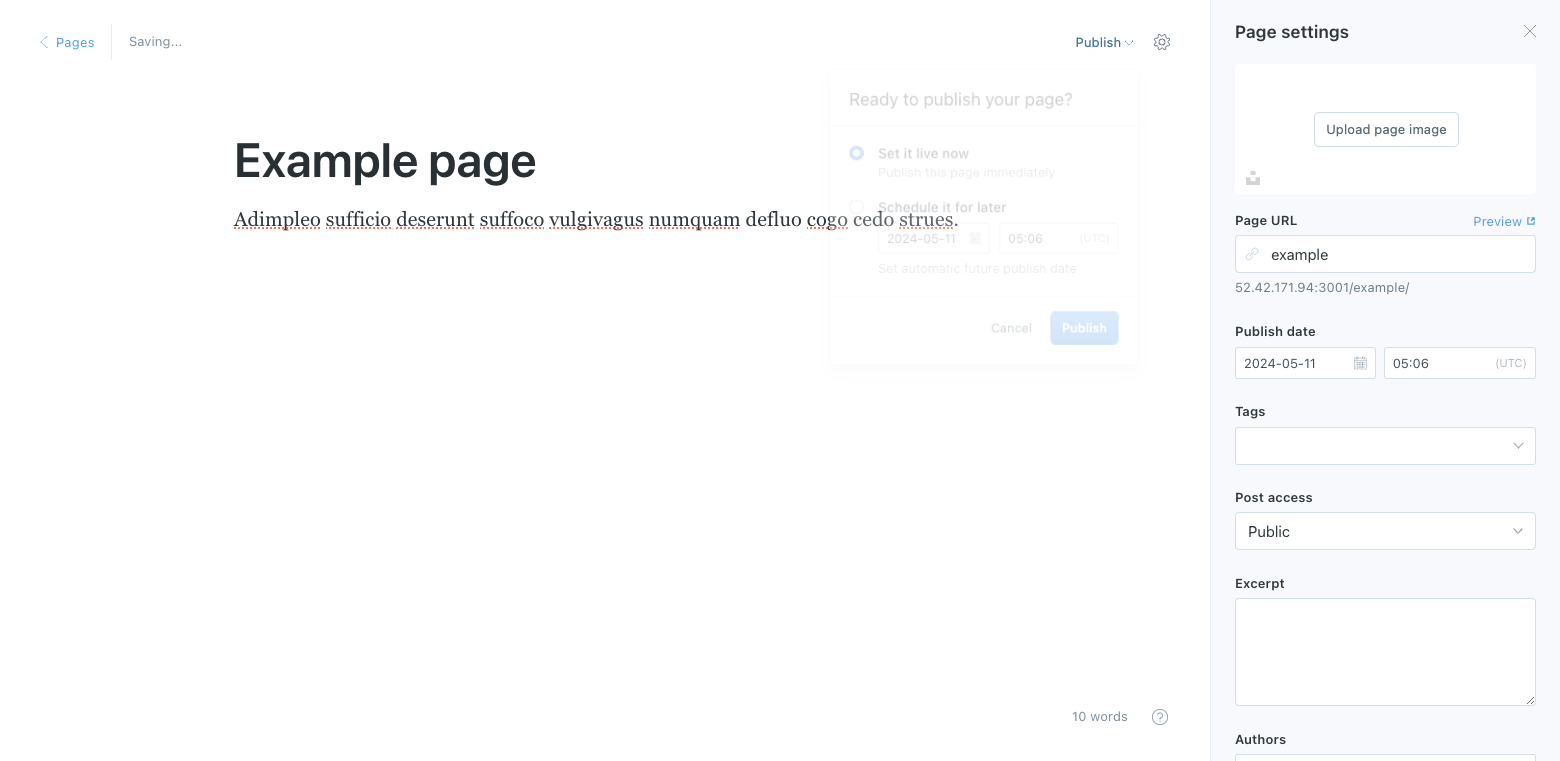 Pages
Saving...
Publish
Example page
Adimpleo sufficio deserunt suffoco vulgivagus numquam defluo cogo cedo strues.
Ready to publish your page?
Set it live now
Publish this page immediately
Schedule it for later
2024-05-11
05:06 (UTC)
Set automatic future publish date
Cancel
Publish
10 words
Page settings
Upload page image
Page URL
Preview
example
52.42.171.94:3001/example/
Publish date
2024-05-11
05:06 (UTC)
Tags
Post access
Public
Excerpt
Authors